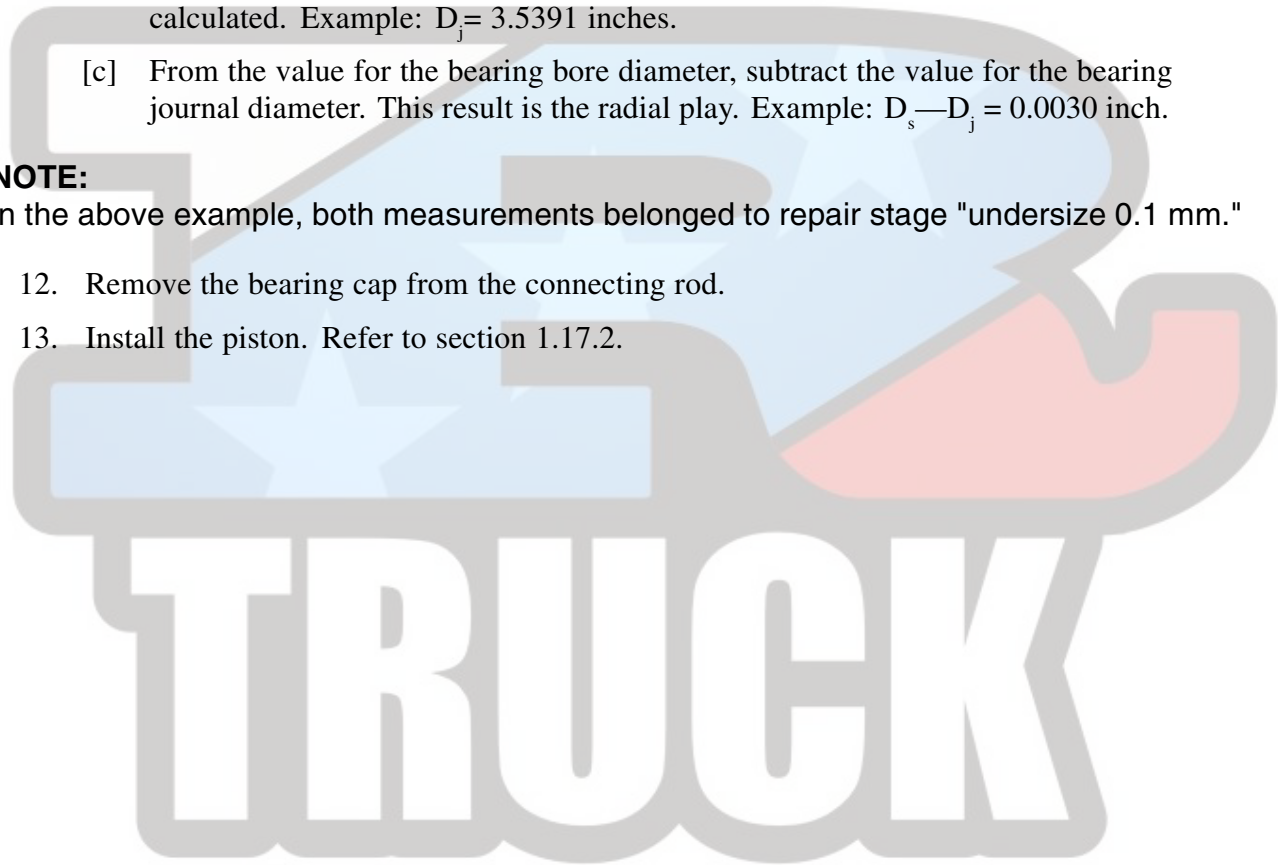 calculated. Example: Dj= 3.5391 inches.
[c] From the value for the bearing bore diameter, subtract the value for the bearing
journal diameter. This result is the radial play. Example: Ds—Dj = 0.0030 inch.
NOTE:
n the above example, both measurements belonged to repair stage "undersize 0.1 mm."
12. Remove the bearing cap from the connecting rod.
13. Install the piston. Refer to section 1.17.2.
TRUCK